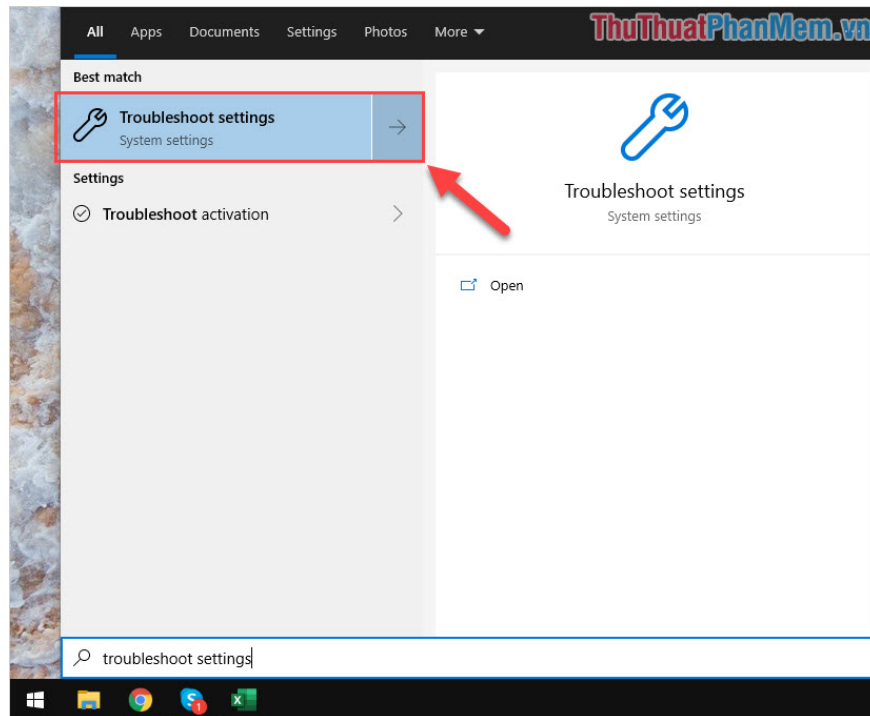 All Apps Documents Settings Photos More
ThuThuatPhanMem.vn
Best match
Troubleshoot settings
System settings
Settings
Troubleshoot activation
Troubleshoot settings
System settings
Open
troubleshoot settings
1